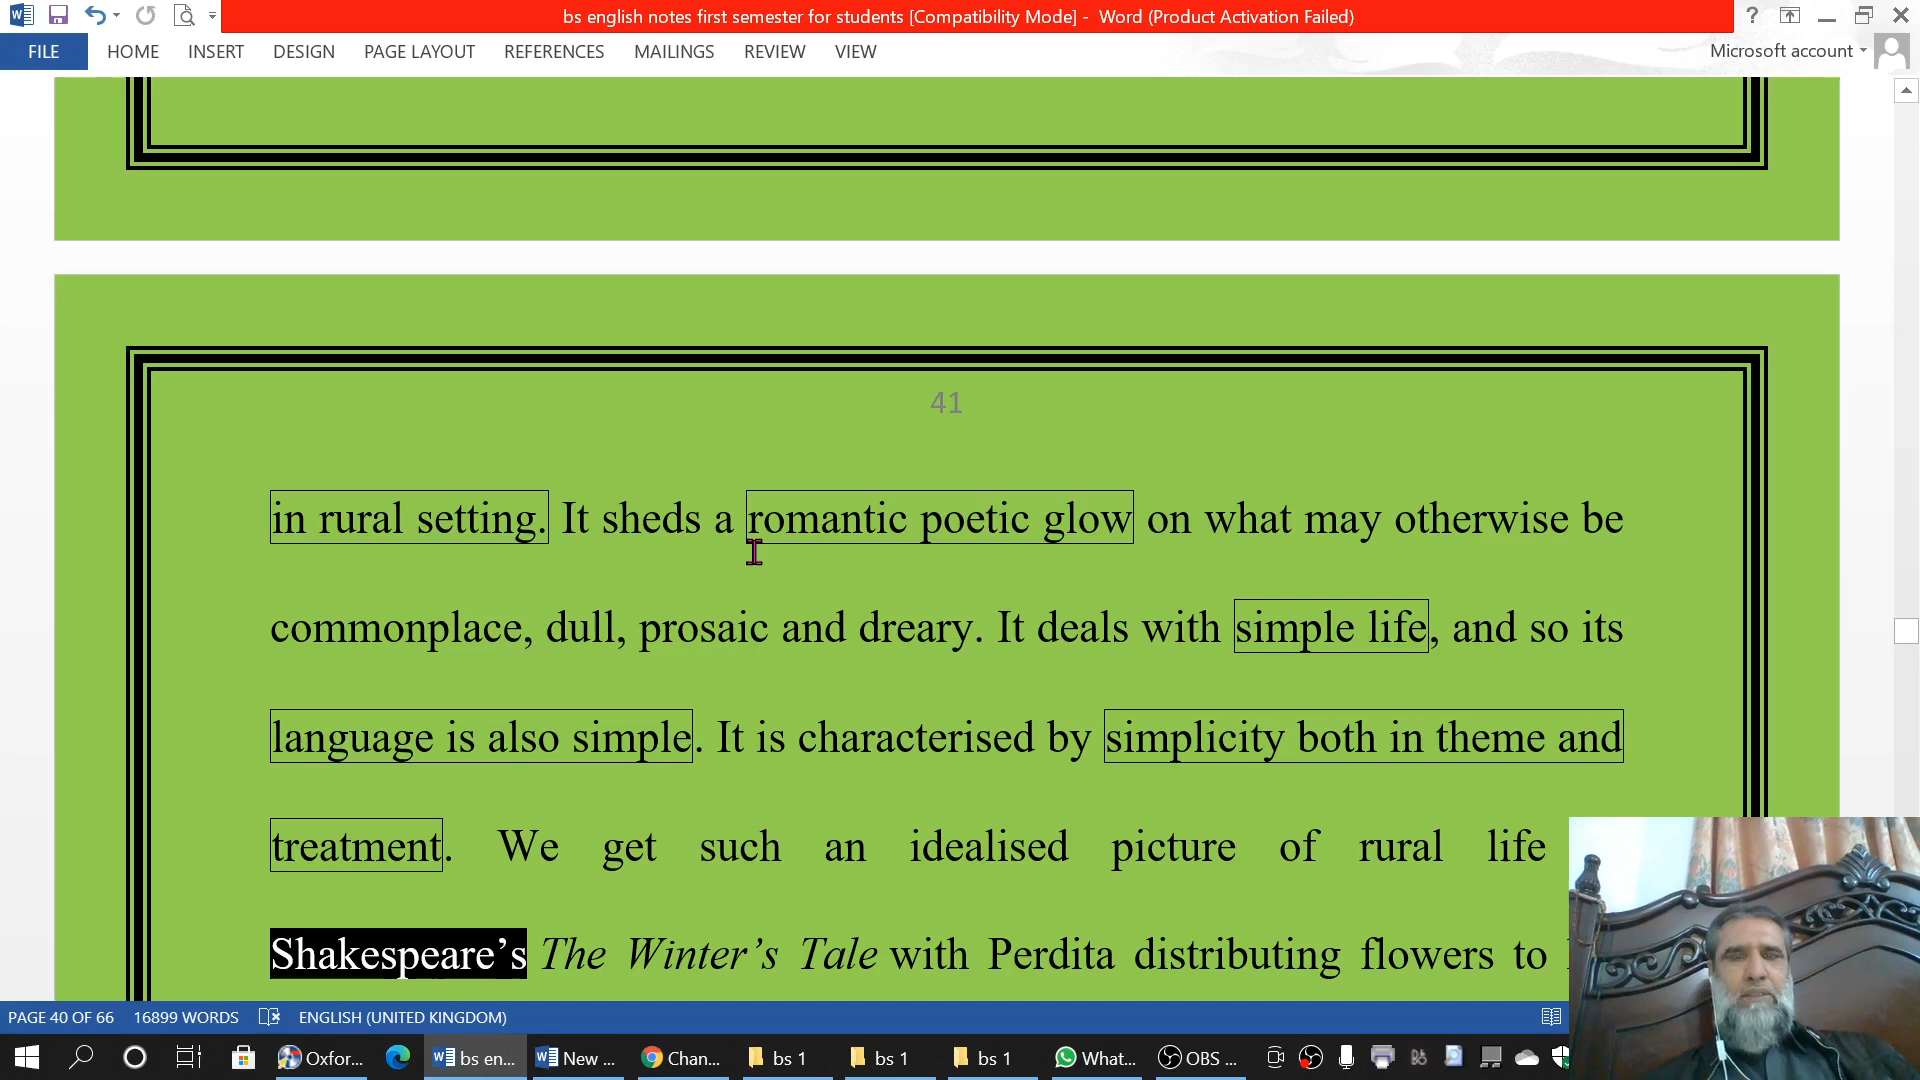 bs english notes first semester for students [Compatibility Mode] - Word (Product Activation Failed)
FILE HOME INSERT DESIGN PAGE LAYOUT REFERENCES MAILINGS REVIEW VIEW
Microsoft account
41
in rural setting. It sheds a romantic poetic glow on what may otherwise be
commonplace, dull, prosaic and dreary. It deals with simple life, and so its
language is also simple. It is characterised by simplicity both in theme and
treatment. We get such an idealised picture of rural life
Shakespeare’s The Winter’s Tale with Perdita distributing flowers to
PAGE 40 OF 66 16899 WORDS ENGLISH (UNITED KINGDOM)
Oxfor... bs en... New ... Chan... bs 1 bs 1 bs 1 What... OBS ...